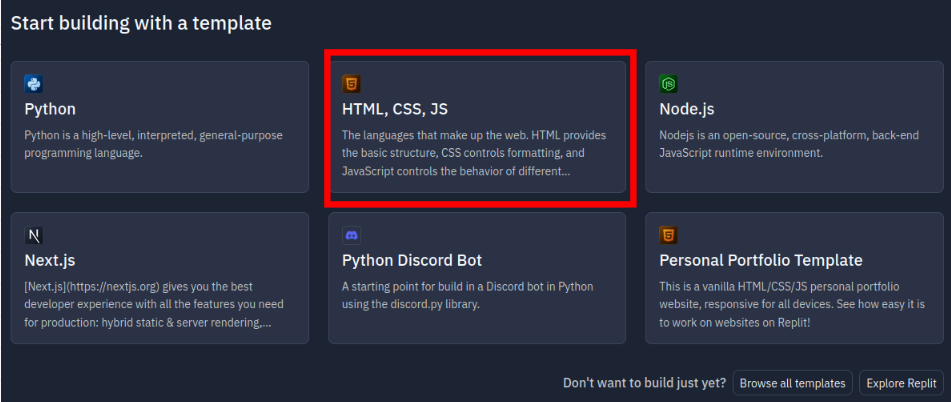 Start building with a template
Python
Python is a high-level, interpreted, general-purpose
programming language.
HTML, CSS, JS
The languages that make up the web. HTML provides
the basic structure, CSS controls formatting, and
JavaScript controls the behavior of different...
Node.js
Nodejs is an open-source, cross-platform, back-end
JavaScript runtime environment.
Next.js
[Next.js](https://nextjs.org) gives you the best
developer experience with all the features you need
for production: hybrid static & server rendering,...
Python Discord Bot
A starting point for build in a Discord bot in Python
using the discord.py library.
Personal Portfolio Template
This is a vanilla HTML/CSS/JS personal portfolio
website, responsive for all devices. See how easy it is
to work on websites on Replit!
Don't want to build just yet? Browse all templates Explore Replit